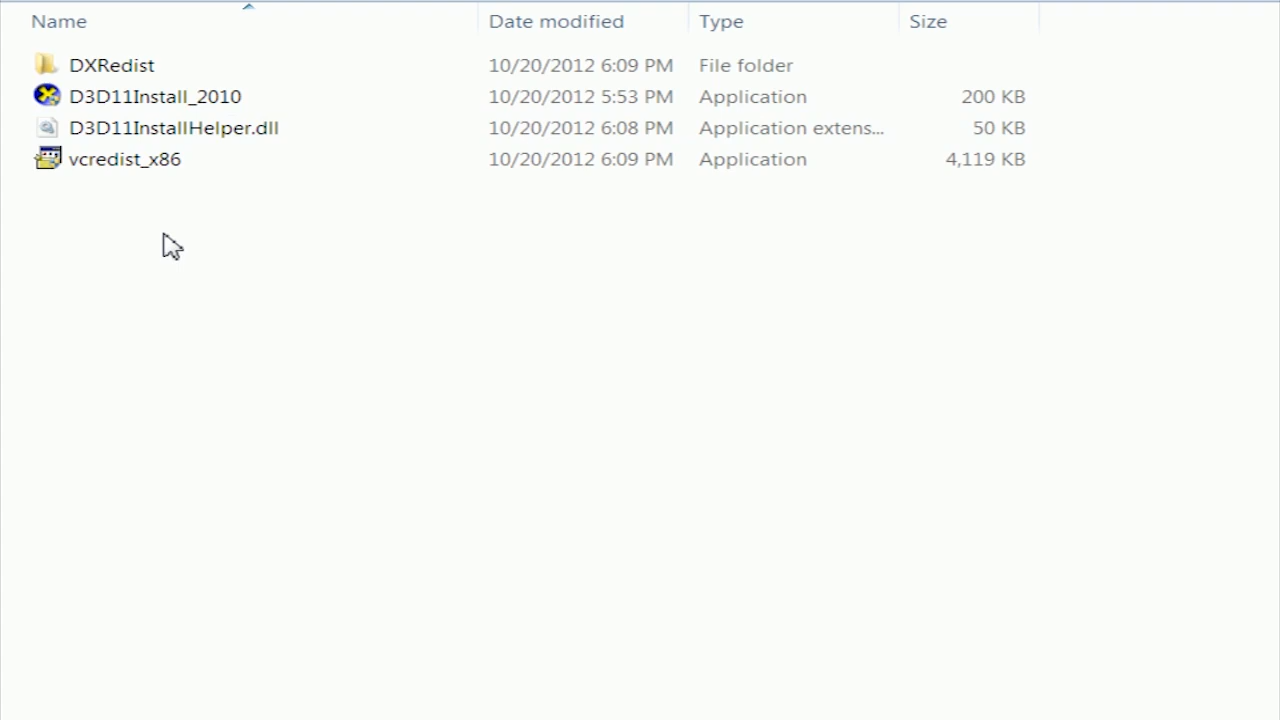 Name Date modified Type Size
DXRedist 10/20/2012 6:09 PM File folder
D3D11Install_2010 10/20/2012 5:53 PM Application 200 KB
D3D11InstallHelper.dll 10/20/2012 6:08 PM Application extens... 50 KB
vcredist_x86 10/20/2012 6:09 PM Application 4,119 KB